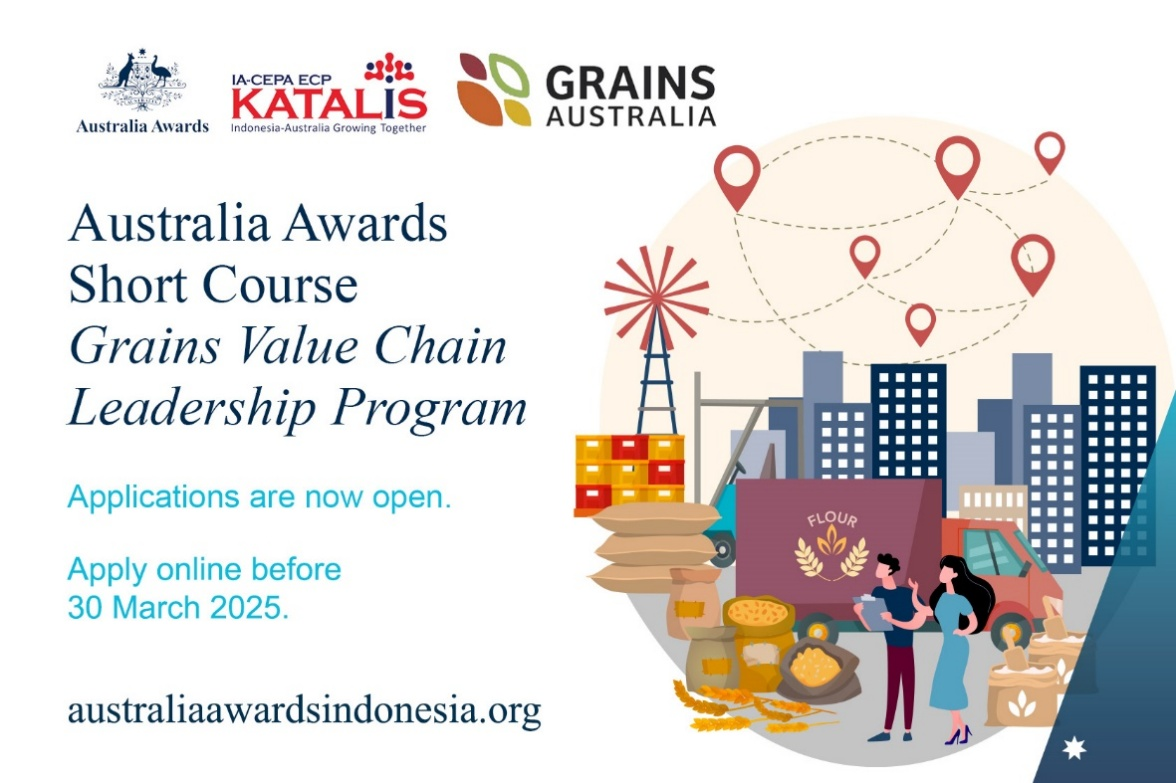 Australia Awards
IA-CEPA ECP
KATALIS
Indonesia-Australia Growing Together
GRAINS
AUSTRALIA
Australia Awards
Short Course
Grains Value Chain
Leadership Program
Applications are now open.
Apply online before
30 March 2025.
australiaawardsindonesia.org
FLOUR